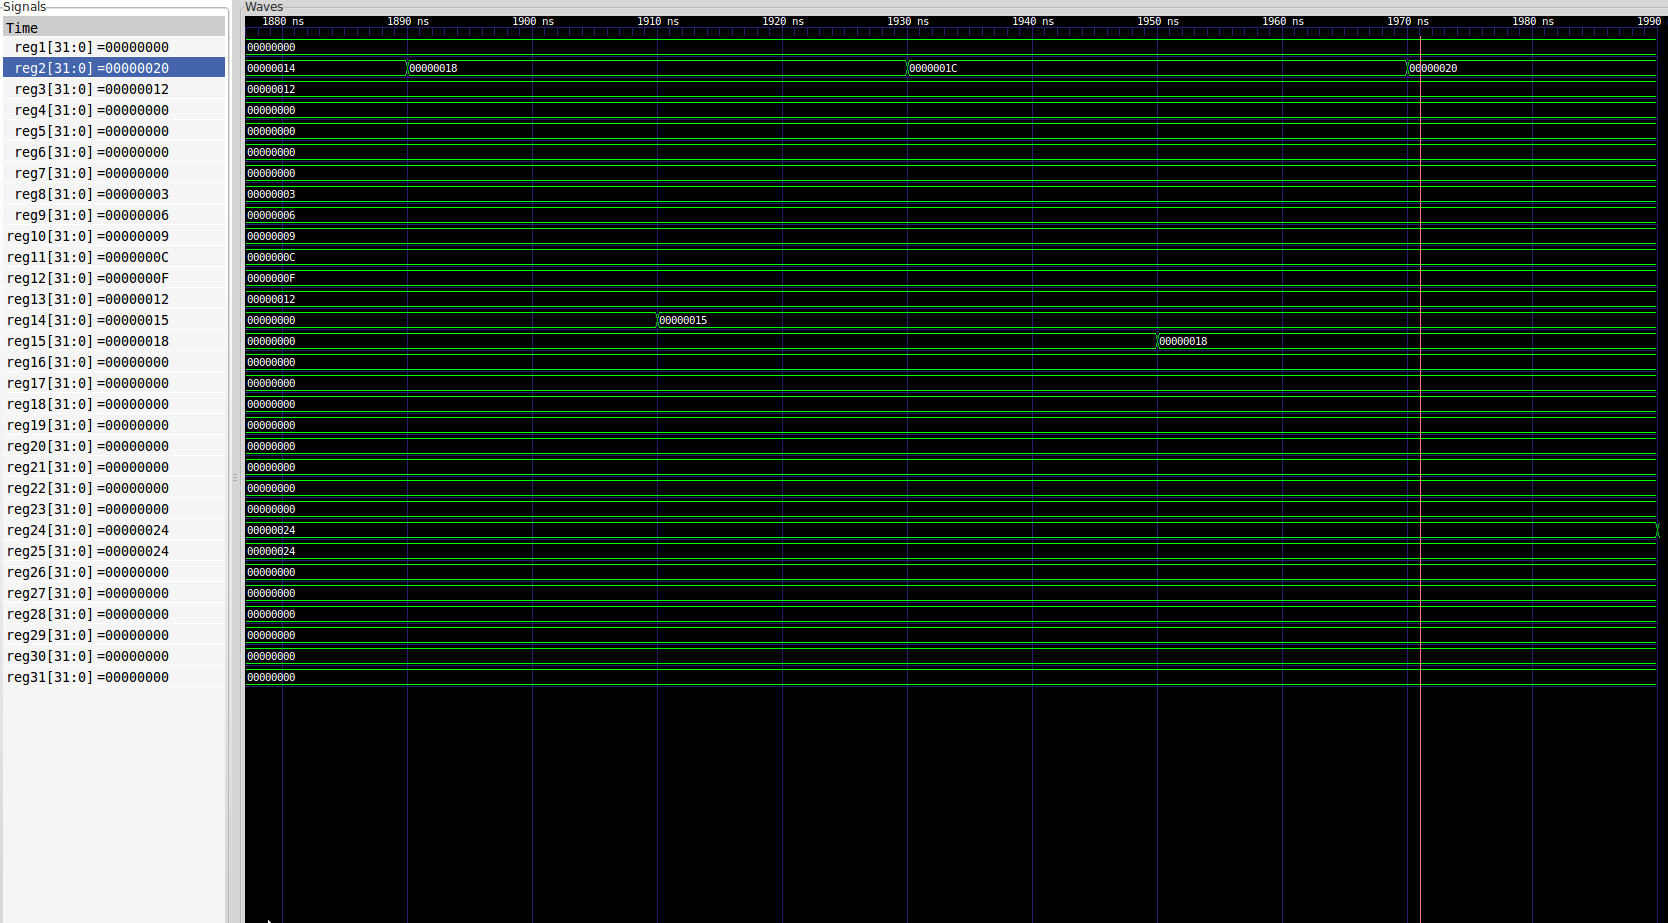 Signals
Waves
Time
1880 ns 1890 ns 1900 ns 1910 ns 1920 ns 1930 ns 1940 ns 1950 ns 1960 ns 1970 ns 1980 ns 1990
reg1[31:0] =00000000 00000000
reg2[31:0] =00000020 00000014 00000018 0000001C 00000020
reg3[31:0] =00000012 00000012
reg4[31:0] =00000000 00000000
reg5[31:0] =00000000 00000000
reg6[31:0] =00000000 00000000
reg7[31:0] =00000000 00000000
reg8[31:0] =00000003 00000003
reg9[31:0] =00000006 00000006
reg10[31:0] =00000009 00000009
reg11[31:0] =0000000C 0000000C
reg12[31:0] =0000000F 0000000F
reg13[31:0] =00000012 00000012
reg14[31:0] =00000015 00000000 00000015
reg15[31:0] =00000018 00000000 00000018
reg16[31:0] =00000000 00000000
reg17[31:0] =00000000 00000000
reg18[31:0] =00000000 00000000
reg19[31:0] =00000000 00000000
reg20[31:0] =00000000 00000000
reg21[31:0] =00000000 00000000
reg22[31:0] =00000000 00000000
reg23[31:0] =00000000 00000000
reg24[31:0] =00000024 00000024
reg25[31:0] =00000024 00000024
reg26[31:0] =00000000 00000000
reg27[31:0] =00000000 00000000
reg28[31:0] =00000000 00000000
reg29[31:0] =00000000 00000000
reg30[31:0] =00000000 00000000
reg31[31:0] =00000000 00000000